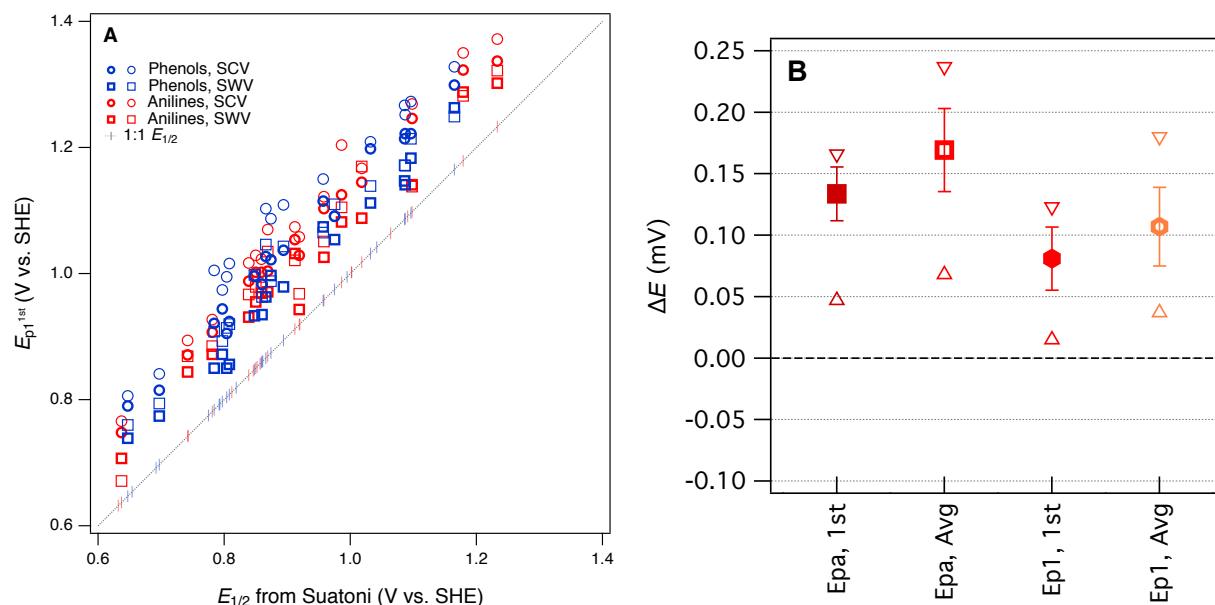 A
Phenols, SCV
Phenols, SWV
Anilines, SCV
Anilines, SWV
1:1 E1/2
1.4
1.2
1.0
0.8
0.6
0.6
0.8
1.0
1.2
1.4
Ep1 1st (V vs. SHE)
E1/2 from Suatoni (V vs. SHE)
B
0.25
0.20
0.15
0.10
0.05
0.00
-0.05
-0.10
ΔE (mV)
Epa, 1st
Epa, Avg
Ep1, 1st
Ep1, Avg